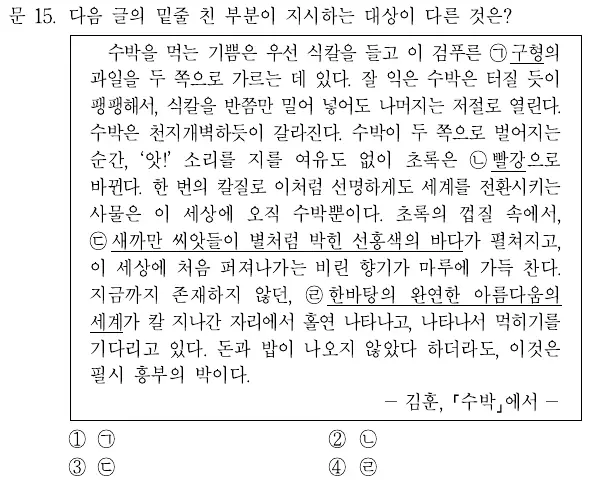 문 15. 다음 글의 밑줄 친 부분이 지시하는 대상이 다른 것은?
수박을 먹는 기쁨은 우선 식칼을 들고 이 검푸른 ㉠구형의
과일을 두 쪽으로 가르는 데 있다. 잘 익은 수박은 터질 듯이
팽팽해서, 식칼을 반쯤만 밀어 넣어도 나머지는 저절로 열린다.
수박은 천지개벽하듯이 갈라진다. 수박이 두 쪽으로 벌어지는
순간, ‘앗!’ 소리를 지를 여유도 없이 초록은 ㉡빨강으로
바뀐다. 한 번의 칼질로 이처럼 선명하게도 세계를 전환시키는
사물은 이 세상에 오직 수박뿐이다. 초록의 껍질 속에서,
㉢새까만 씨앗들이 별처럼 박힌 선홍색의 바다가 펼쳐지고,
이 세상에 처음 퍼져나가는 비린 향기가 마루에 가득 찬다.
지금까지 존재하지 않던, ㉣한바탕의 완연한 아름다움의
세계가 칼 지나간 자리에서 홀연 나타나고, 나타나서 먹히기를
기다리고 있다. 돈과 밥이 나오지 않았다 하더라도, 이것은
필시 흥부의 박이다.
－ 김훈, 「수박」에서 －
① ㉠ ② ㉡
③ ㉢ ④ ㉣